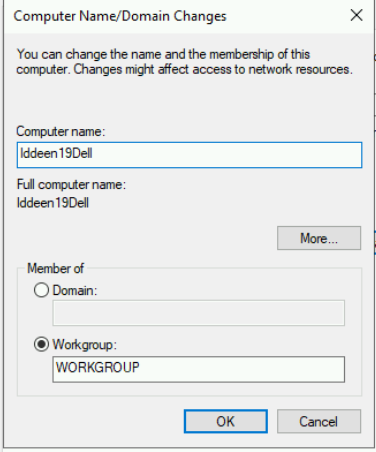 Computer Name/Domain Changes
You can change the name and the membership of this
computer. Changes might affect access to network resources.
Computer name:
Iddeen19Dell
Full computer name:
Iddeen19Dell
More...
Member of
Domain:
Workgroup:
WORKGROUP
OK
Cancel